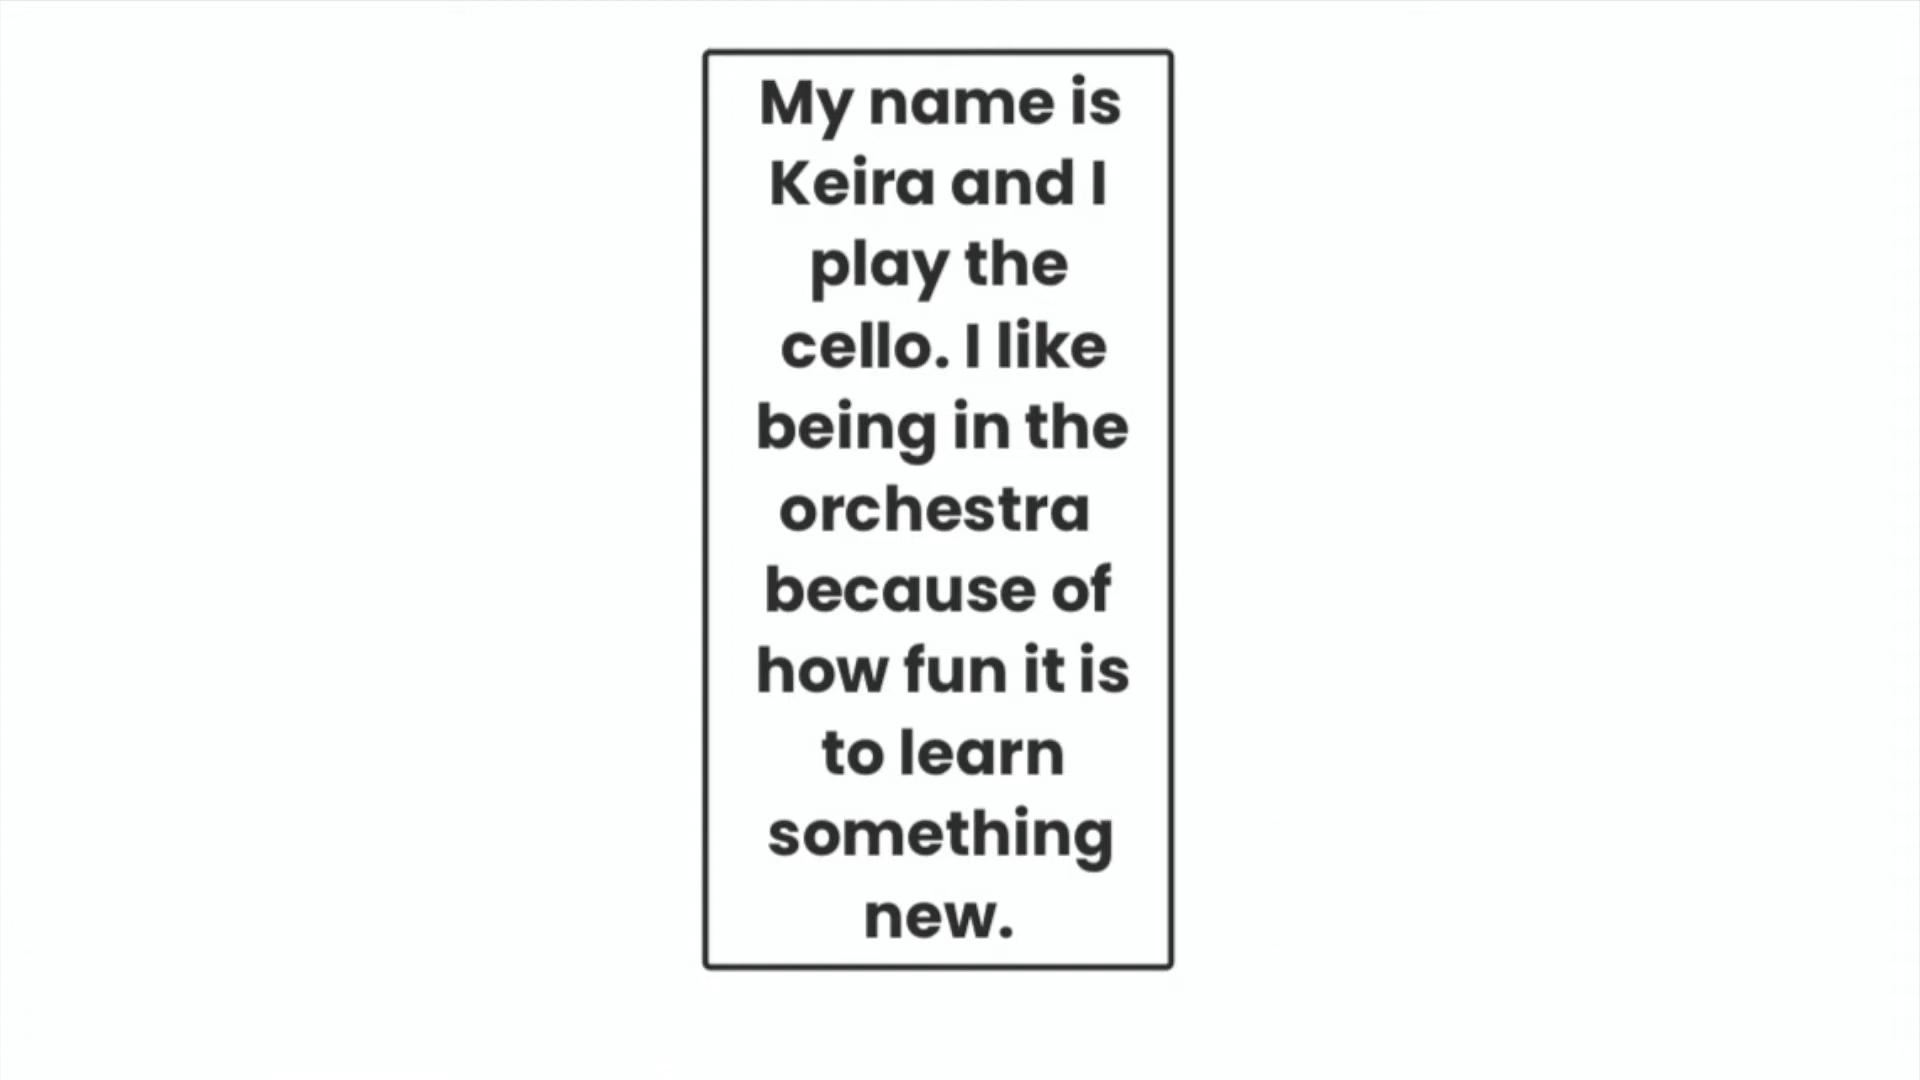 My name is
Keira and I
play the
cello. I like
being in the
orchestra
because of
how fun it is
to learn
something
new.